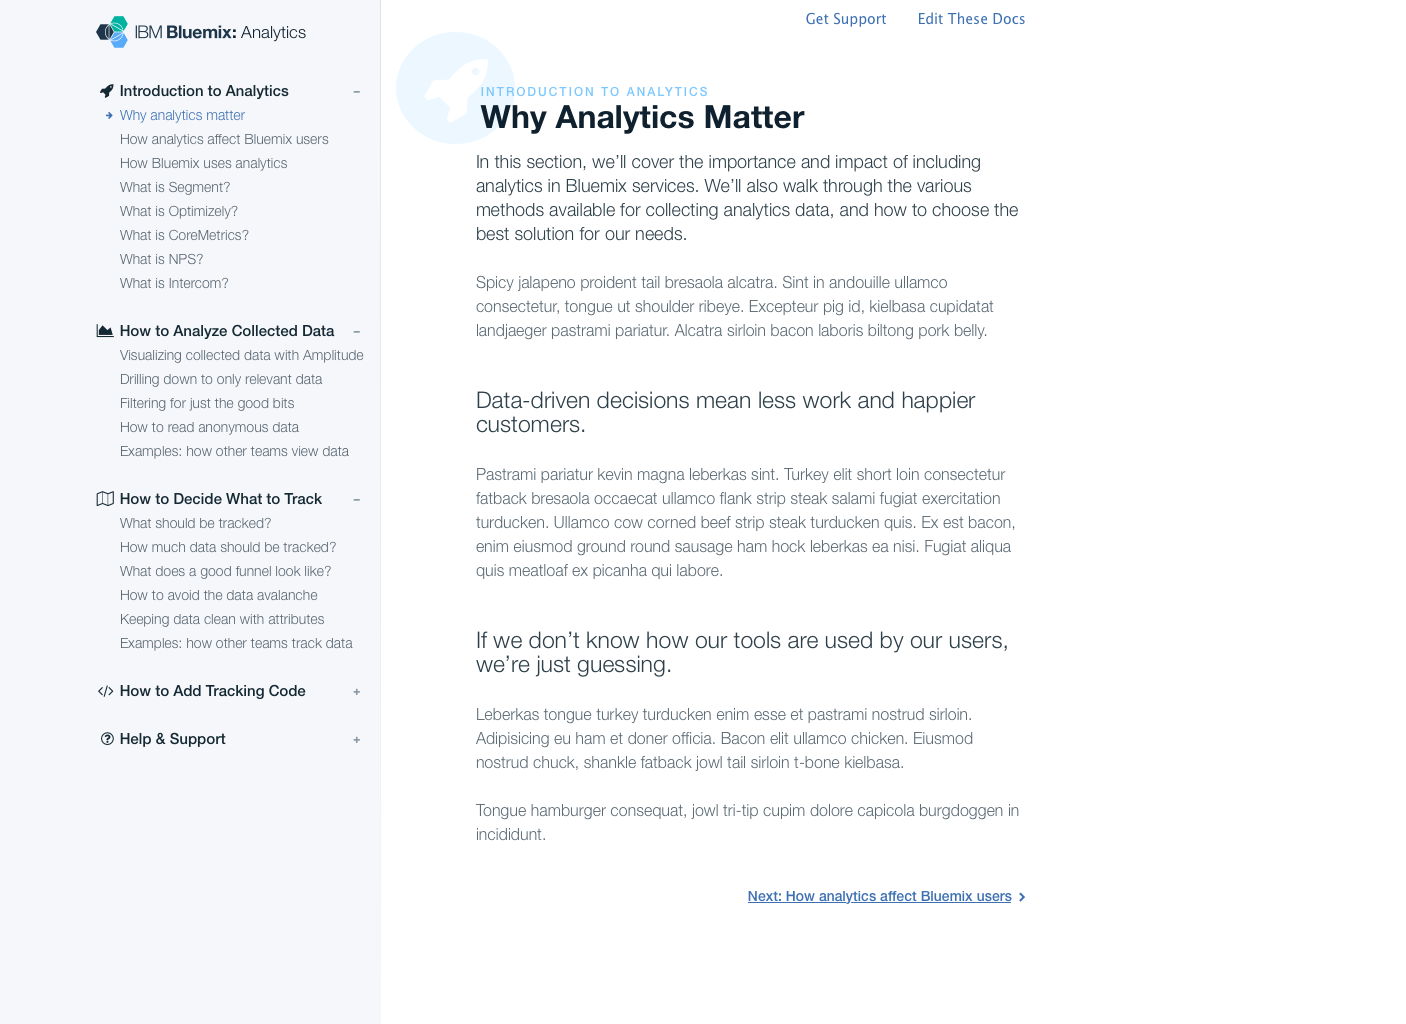 IBM Bluemix: Analytics
Introduction to Analytics –
Why analytics matter
How analytics affect Bluemix users
How Bluemix uses analytics
What is Segment?
What is Optimizely?
What is CoreMetrics?
What is NPS?
What is Intercom?
How to Analyze Collected Data –
Visualizing collected data with Amplitude
Drilling down to only relevant data
Filtering for just the good bits
How to read anonymous data
Examples: how other teams view data
How to Decide What to Track –
What should be tracked?
How much data should be tracked?
What does a good funnel look like?
How to avoid the data avalanche
Keeping data clean with attributes
Examples: how other teams track data
How to Add Tracking Code +
Help & Support +
Get Support Edit These Docs
INTRODUCTION TO ANALYTICS
Why Analytics Matter
In this section, we’ll cover the importance and impact of including
analytics in Bluemix services. We’ll also walk through the various
methods available for collecting analytics data, and how to choose the
best solution for our needs.
Spicy jalapeno proident tail bresaola alcatra. Sint in andouille ullamco
consectetur, tongue ut shoulder ribeye. Excepteur pig id, kielbasa cupidatat
landjaeger pastrami pariatur. Alcatra sirloin bacon laboris biltong pork belly.
Data-driven decisions mean less work and happier
customers.
Pastrami pariatur kevin magna leberkas sint. Turkey elit short loin consectetur
fatback bresaola occaecat ullamco flank strip steak salami fugiat exercitation
turducken. Ullamco cow corned beef strip steak turducken quis. Ex est bacon,
enim eiusmod ground round sausage ham hock leberkas ea nisi. Fugiat aliqua
quis meatloaf ex picanha qui labore.
If we don’t know how our tools are used by our users,
we’re just guessing.
Leberkas tongue turkey turducken enim esse et pastrami nostrud sirloin.
Adipisicing eu ham et doner officia. Bacon elit ullamco chicken. Eiusmod
nostrud chuck, shankle fatback jowl tail sirloin t-bone kielbasa.
Tongue hamburger consequat, jowl tri-tip cupim dolore capicola burgdoggen in
incididunt.
Next: How analytics affect Bluemix users